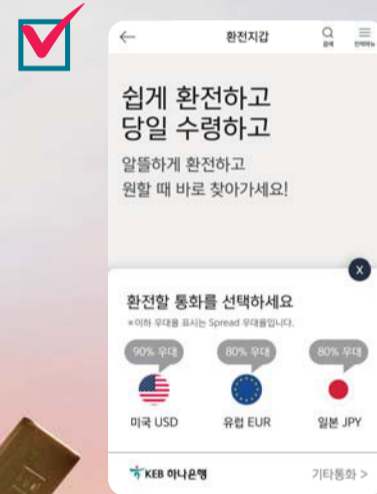 환전지갑
검색
전체메뉴
쉽게 환전하고
당일 수령하고
알뜰하게 환전하고
원할 때 바로 찾아가세요!
X
환전할 통화를 선택하세요
*이하 우대율 표시는 Spread 우대율입니다.
90% 우대
80% 우대
80% 우대
미국 USD
유럽 EUR
일본 JPY
KEB 하나은행
기타통화 >